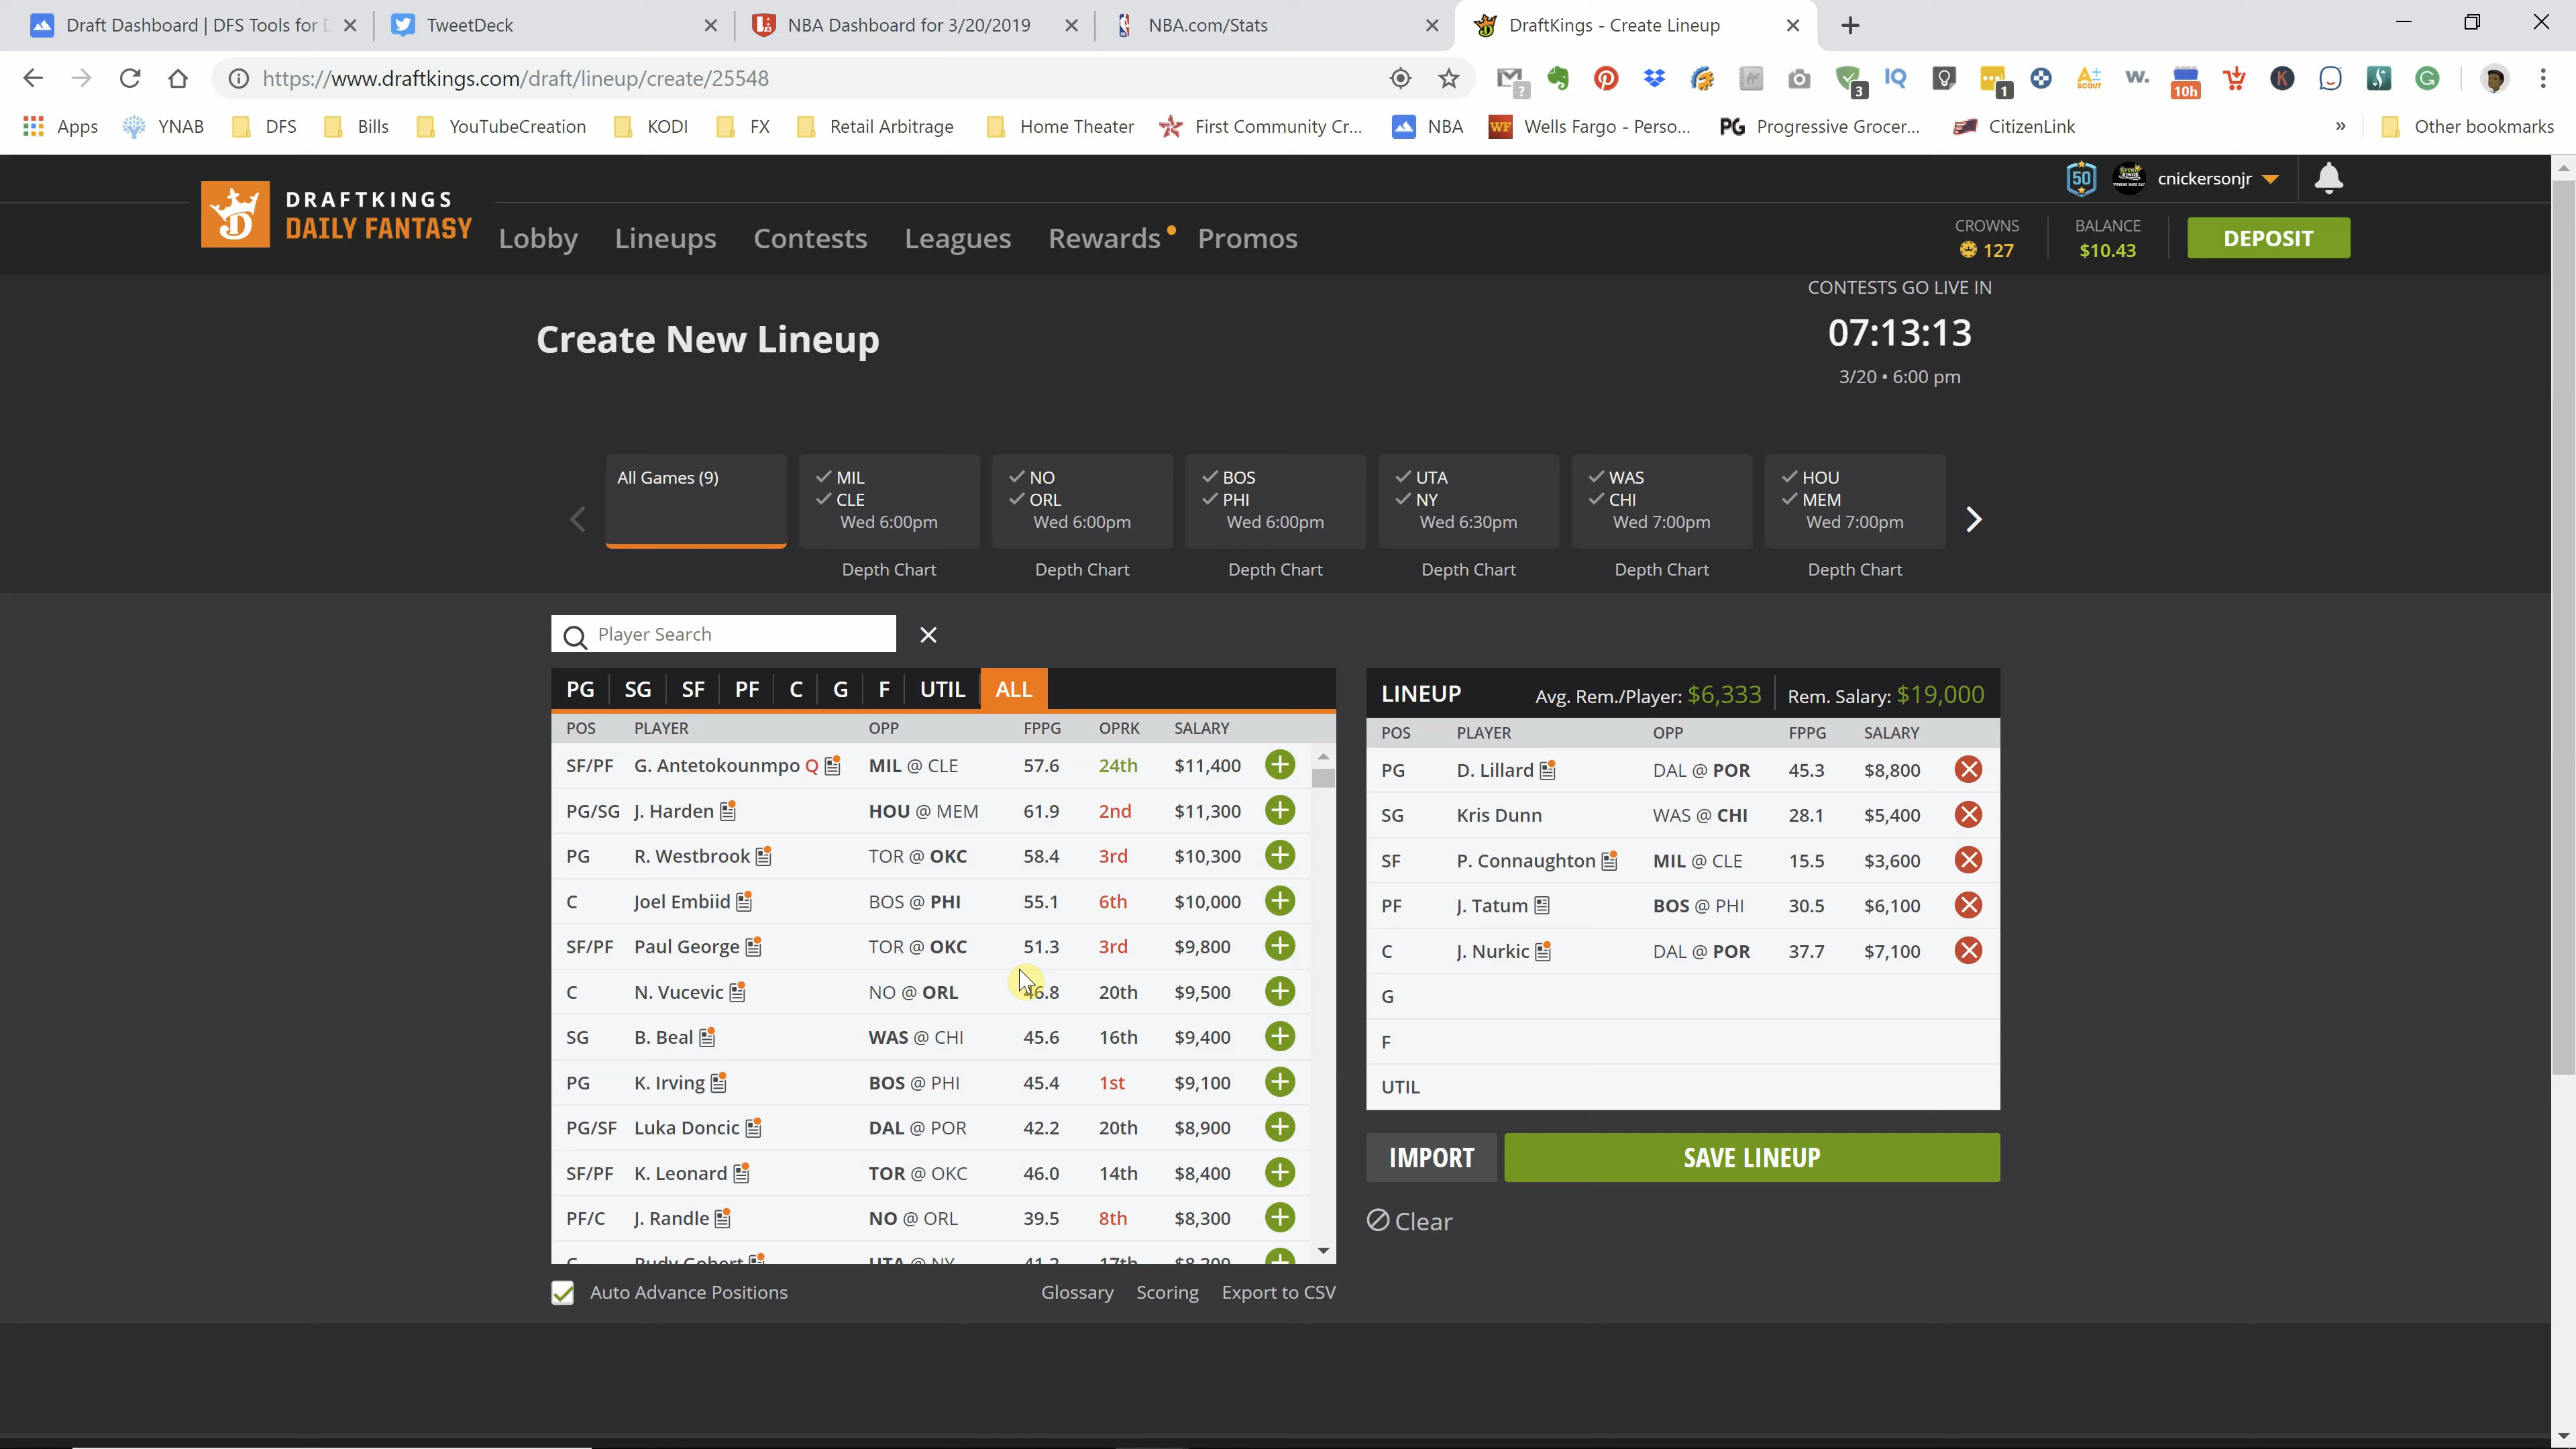 Draft Dashboard | DFS Tools for D
TweetDeck
NBA Dashboard for 3/20/2019
NBA.com/Stats
DraftKings - Create Lineup
https://www.draftkings.com/draft/lineup/create/25548
Apps YNAB DFS Bills YouTubeCreation KODI FX Retail Arbitrage Home Theater First Community Cr... NBA Wells Fargo - Perso... PG Progressive Grocer... CitizenLink » Other bookmarks
50 cnickersonjr
DRAFTKINGS
DAILY FANTASY
Lobby Lineups Contests Leagues Rewards Promos
CROWNS
127
BALANCE
$10.43
DEPOSIT
CONTESTS GO LIVE IN
Create New Lineup
07:13:13
3/20 • 6:00 pm
All Games (9)
MIL
CLE
Wed 6:00pm
Depth Chart
NO
ORL
Wed 6:00pm
Depth Chart
BOS
PHI
Wed 6:00pm
Depth Chart
UTA
NY
Wed 6:30pm
Depth Chart
WAS
CHI
Wed 7:00pm
Depth Chart
HOU
MEM
Wed 7:00pm
Depth Chart
Player Search
PG SG SF PF C G F UTIL ALL
POS PLAYER OPP FPPG OPRK SALARY
SF/PF G. Antetokounmpo Q MIL @ CLE 57.6 24th $11,400
PG/SG J. Harden HOU @ MEM 61.9 2nd $11,300
PG R. Westbrook TOR @ OKC 58.4 3rd $10,300
C Joel Embiid BOS @ PHI 55.1 6th $10,000
SF/PF Paul George TOR @ OKC 51.3 3rd $9,800
C N. Vucevic NO @ ORL 46.8 20th $9,500
SG B. Beal WAS @ CHI 45.6 16th $9,400
PG K. Irving BOS @ PHI 45.4 1st $9,100
PG/SF Luka Doncic DAL @ POR 42.2 20th $8,900
SF/PF K. Leonard TOR @ OKC 46.0 14th $8,400
PF/C J. Randle NO @ ORL 39.5 8th $8,300
C Rudy Gobert UTA @ NY 41.2 17th
Auto Advance Positions
Glossary Scoring Export to CSV
LINEUP Avg. Rem./Player: $6,333 Rem. Salary: $19,000
POS PLAYER OPP FPPG SALARY
PG D. Lillard DAL @ POR 45.3 $8,800
SG Kris Dunn WAS @ CHI 28.1 $5,400
SF P. Connaughton MIL @ CLE 15.5 $3,600
PF J. Tatum BOS @ PHI 30.5 $6,100
C J. Nurkic DAL @ POR 37.7 $7,100
G
F
UTIL
IMPORT
SAVE LINEUP
Clear